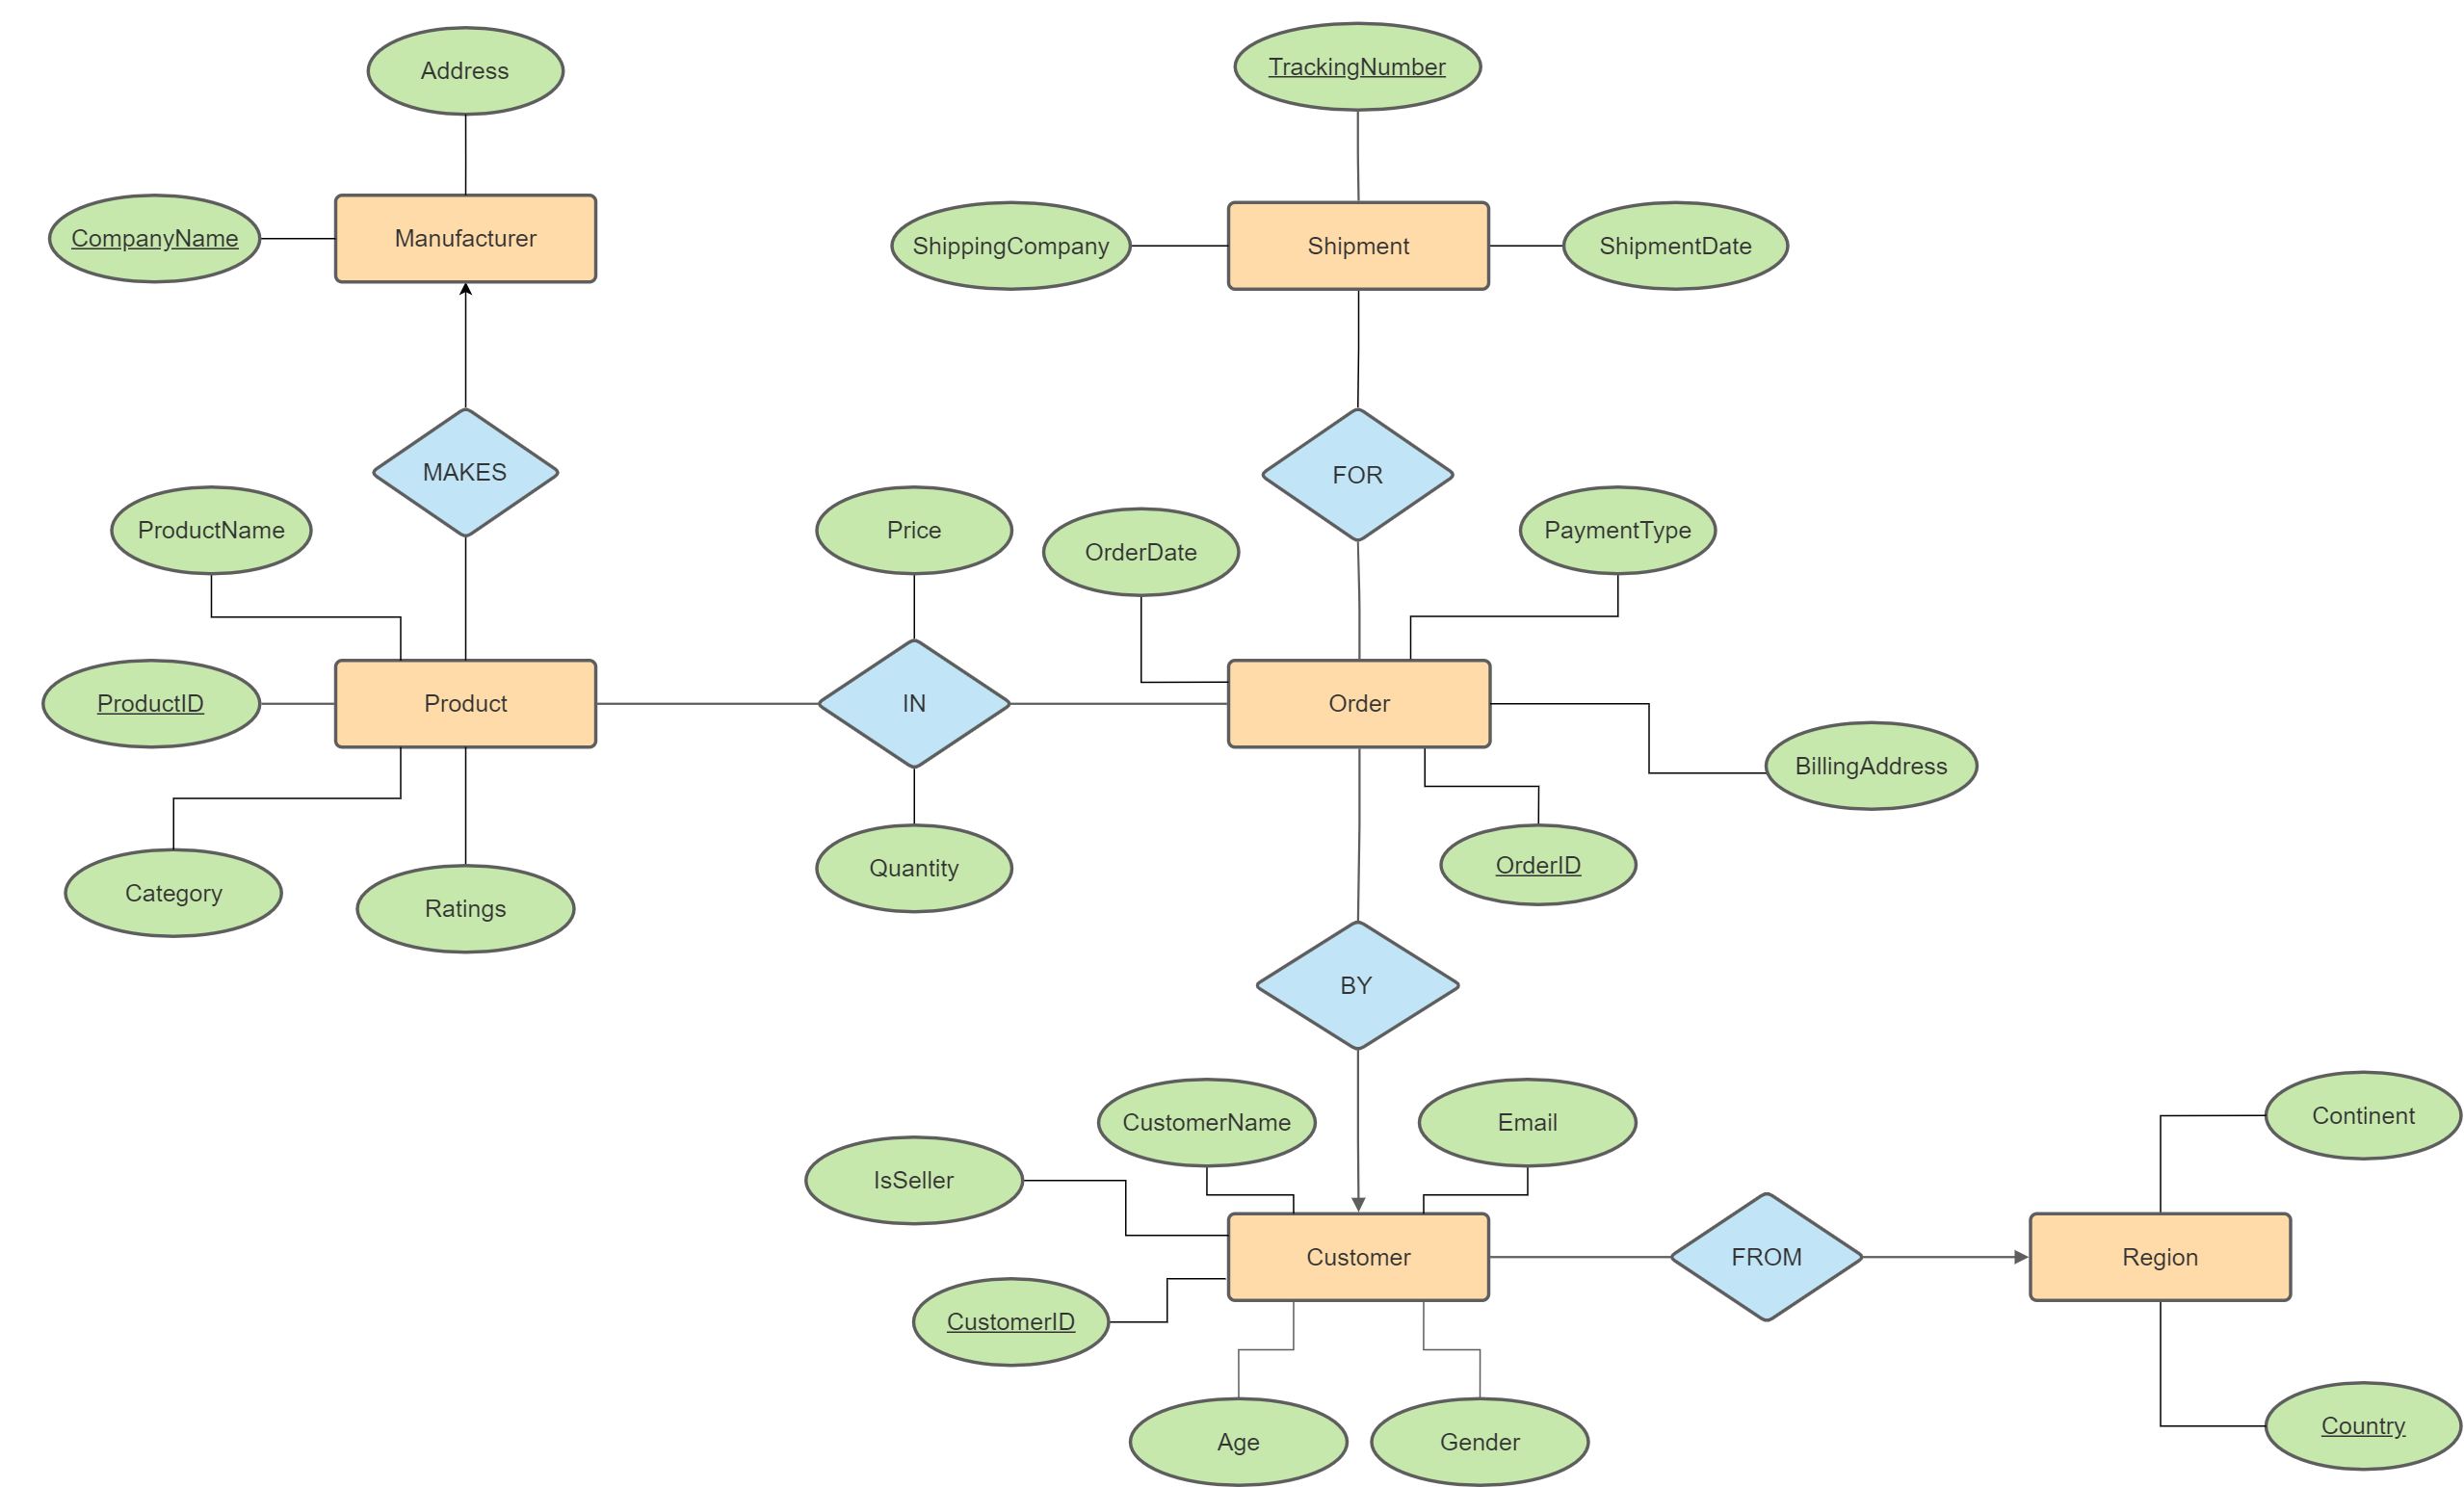 Address
TrackingNumber
CompanyName
Manufacturer
ShippingCompany
Shipment
ShipmentDate
MAKES
FOR
ProductName
Price
OrderDate
PaymentType
ProductID
Product
IN
Order
BillingAddress
Category
Ratings
Quantity
OrderID
BY
CustomerName
Email
Continent
IsSeller
Customer
FROM
Region
CustomerID
Age
Gender
Country